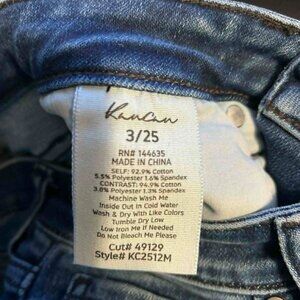 KanCan
3/25
RN# 144635
MADE IN CHINA
SELF: 92.9% Cotton
5.5% Polyester 1.6% Spandex
CONTRAST: 94.9% Cotton
3.8% Polyester 1.3% Spandex
Machine Wash Me
Inside Out in Cold Water
Wash & Dry with Like Colors
Tumble Dry Low
Low Iron Me If Needed
Do Not Bleach Me Please
Cut# 49129
Style# KC2512M